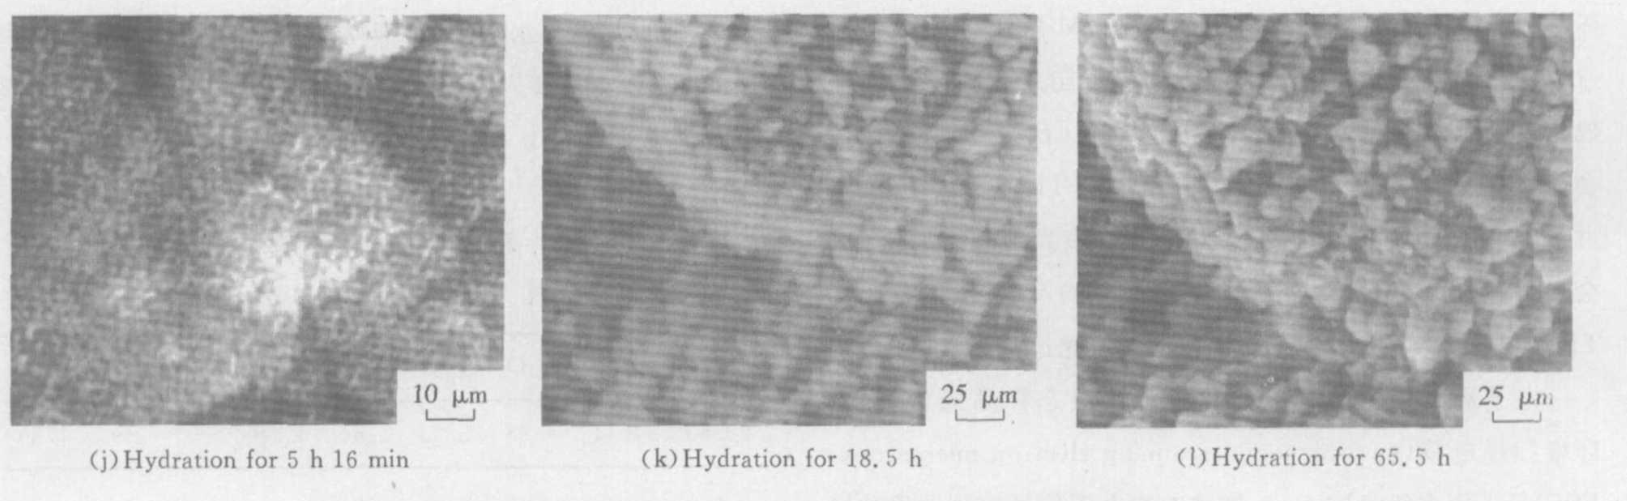 10 μm
25 μm
25 μm
(j)Hydration for 5 h 16 min
(k)Hydration for 18.5 h
(l)Hydration for 65.5 h